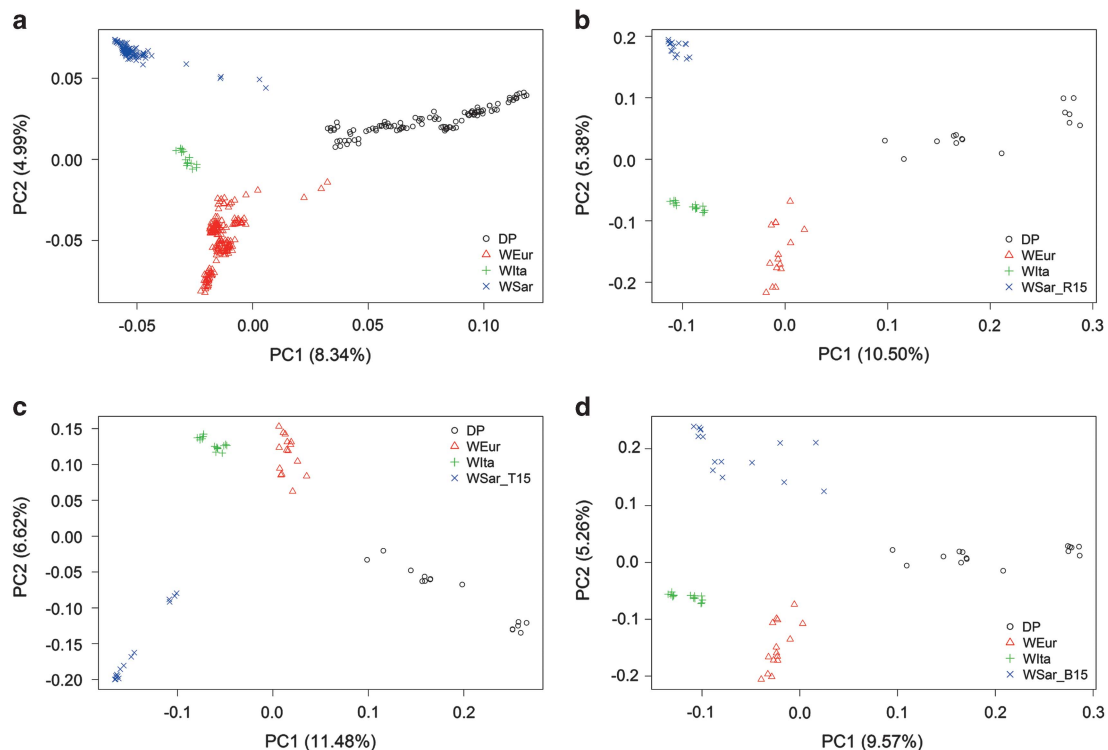 a
0.05
0.00
-0.05
PC2 (4.99%)
DP
WEur
WIta
WSar
-0.05
0.00
0.05
0.10
PC1 (8.34%)
b
0.2
0.1
0.0
-0.1
-0.2
PC2 (5.38%)
DP
WEur
WIta
WSar_R15
-0.1
0.0
0.1
0.2
0.3
PC1 (10.50%)
c
0.15
0.10
0.05
0.00
-0.05
-0.10
-0.15
-0.20
PC2 (6.62%)
DP
WEur
WIta
WSar_T15
-0.1
0.0
0.1
0.2
PC1 (11.48%)
d
0.2
0.1
0.0
-0.1
-0.2
PC2 (5.26%)
DP
WEur
WIta
WSar_B15
-0.1
0.0
0.1
0.2
0.3
PC1 (9.57%)